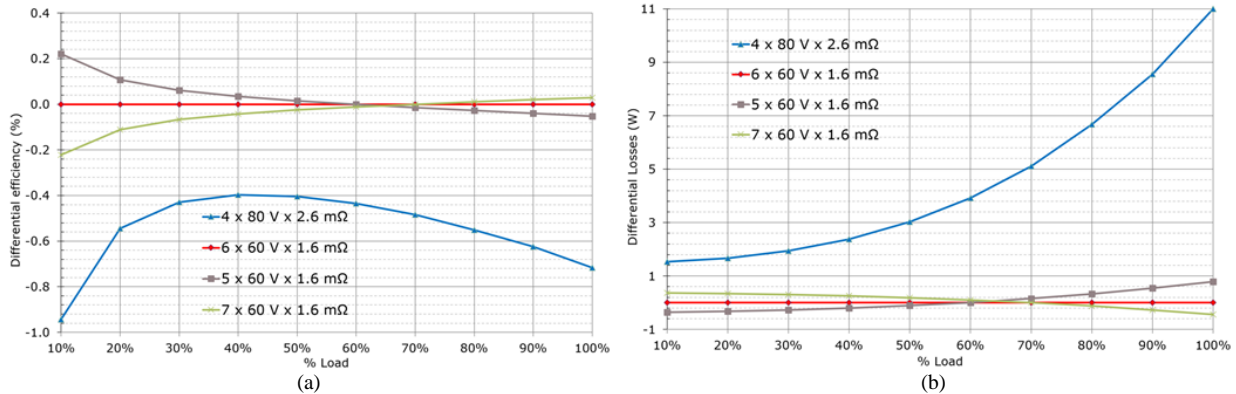 0.4
0.2
0.0
-0.2
-0.4
-0.6
-0.8
-1.0
Differential efficiency (%)
4 x 80 V x 2.6 mΩ
6 x 60 V x 1.6 mΩ
5 x 60 V x 1.6 mΩ
7 x 60 V x 1.6 mΩ
10% 20% 30% 40% 50% 60% 70% 80% 90% 100%
% Load
(a)
11
9
7
5
3
1
-1
Differential Losses (W)
4 x 80 V x 2.6 mΩ
6 x 60 V x 1.6 mΩ
5 x 60 V x 1.6 mΩ
7 x 60 V x 1.6 mΩ
10% 20% 30% 40% 50% 60% 70% 80% 90% 100%
% Load
(b)